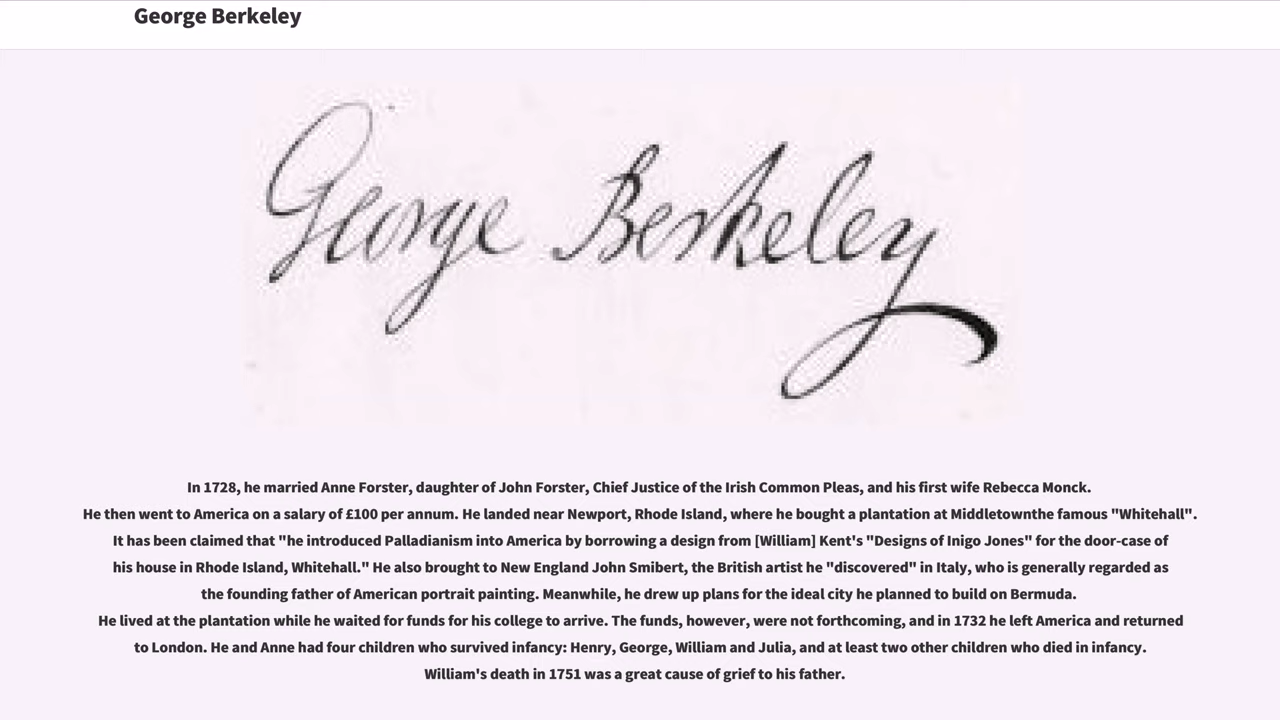 George Berkeley
George Berkeley
In 1728, he married Anne Forster, daughter of John Forster, Chief Justice of the Irish Common Pleas, and his first wife Rebecca Monck.
He then went to America on a salary of £100 per annum. He landed near Newport, Rhode Island, where he bought a plantation at Middletownthe famous "Whitehall".
It has been claimed that "he introduced Palladianism into America by borrowing a design from [William] Kent's "Designs of Inigo Jones" for the door-case of
his house in Rhode Island, Whitehall." He also brought to New England John Smibert, the British artist he "discovered" in Italy, who is generally regarded as
the founding father of American portrait painting. Meanwhile, he drew up plans for the ideal city he planned to build on Bermuda.
He lived at the plantation while he waited for funds for his college to arrive. The funds, however, were not forthcoming, and in 1732 he left America and returned
to London. He and Anne had four children who survived infancy: Henry, George, William and Julia, and at least two other children who died in infancy.
William's death in 1751 was a great cause of grief to his father.